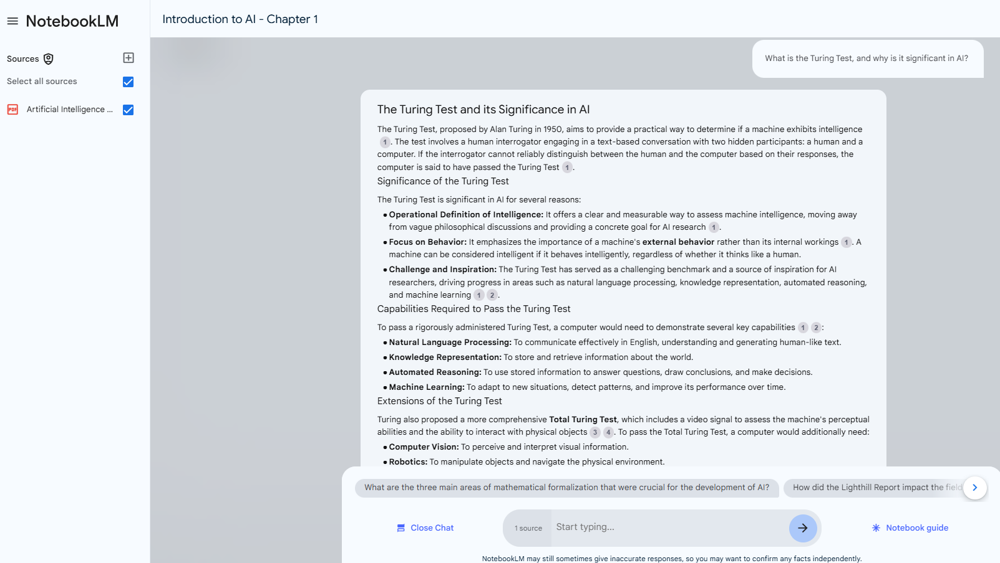 NotebookLM
Introduction to AI - Chapter 1
Sources
Select all sources
PDF Artificial Intelligence ...
What is the Turing Test, and why is it significant in AI?
The Turing Test and its Significance in AI
The Turing Test, proposed by Alan Turing in 1950, aims to provide a practical way to determine if a machine exhibits intelligence
1. The test involves a human interrogator engaging in a text-based conversation with two hidden participants: a human and a
computer. If the interrogator cannot reliably distinguish between the human and the computer based on their responses, the
computer is said to have passed the Turing Test 1.
Significance of the Turing Test
The Turing Test is significant in AI for several reasons:
• Operational Definition of Intelligence: It offers a clear and measurable way to assess machine intelligence, moving away
from vague philosophical discussions and providing a concrete goal for AI research 1.
• Focus on Behavior: It emphasizes the importance of a machine's external behavior rather than its internal workings 1. A
machine can be considered intelligent if it behaves intelligently, regardless of whether it thinks like a human.
• Challenge and Inspiration: The Turing Test has served as a challenging benchmark and a source of inspiration for AI
researchers, driving progress in areas such as natural language processing, knowledge representation, automated reasoning,
and machine learning 1 2.
Capabilities Required to Pass the Turing Test
To pass a rigorously administered Turing Test, a computer would need to demonstrate several key capabilities 1 2:
• Natural Language Processing: To communicate effectively in English, understanding and generating human-like text.
• Knowledge Representation: To store and retrieve information about the world.
• Automated Reasoning: To use stored information to answer questions, draw conclusions, and make decisions.
• Machine Learning: To adapt to new situations, detect patterns, and improve its performance over time.
Extensions of the Turing Test
Turing also proposed a more comprehensive Total Turing Test, which includes a video signal to assess the machine's perceptual
abilities and the ability to interact with physical objects 3 4. To pass the Total Turing Test, a computer would additionally need:
• Computer Vision: To perceive and interpret visual information.
• Robotics: To manipulate objects and navigate the physical environment.
What are the three main areas of mathematical formalization that were crucial for the development of AI?
How did the Lighthill Report impact the field
Close Chat
1 source
Start typing...
Notebook guide
NotebookLM may still sometimes give inaccurate responses, so you may want to confirm any facts independently.